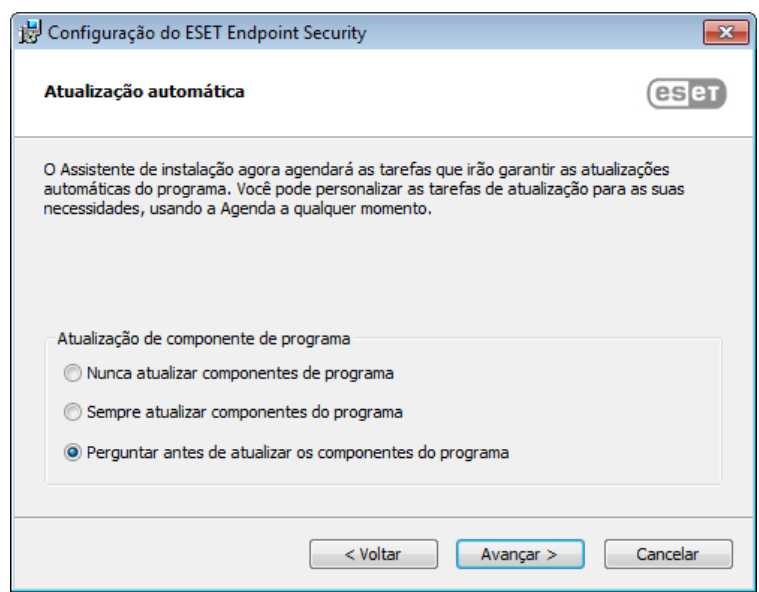 Configuração do ESET Endpoint Security
Atualização automática
eseT
O Assistente de instalação agora agendará as tarefas que irão garantir as atualizações
automáticas do programa. Você pode personalizar as tarefas de atualização para as suas
necessidades, usando a Agenda a qualquer momento.
Atualização de componente de programa
Nunca atualizar componentes de programa
Sempre atualizar componentes do programa
Perguntar antes de atualizar os componentes do programa
< Voltar
Avançar >
Cancelar